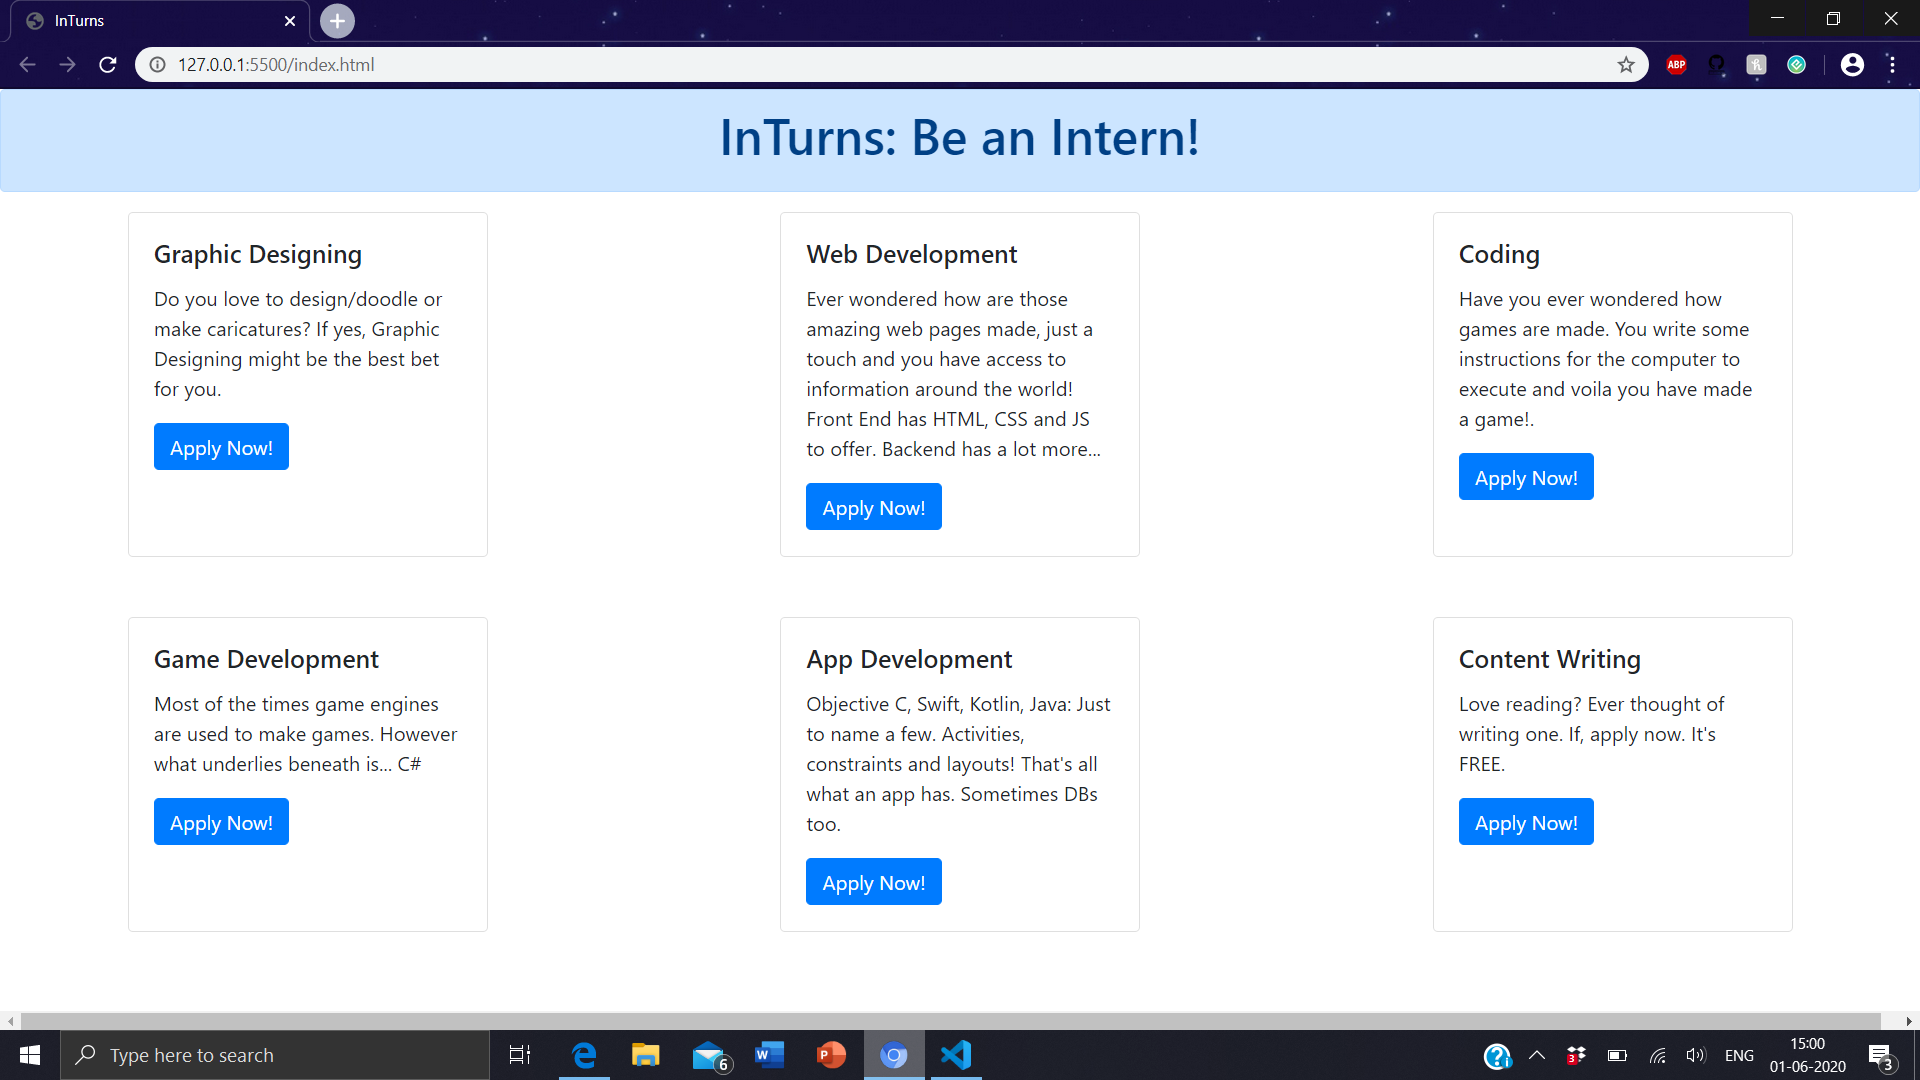 InTurns
127.0.0.1:5500/index.html
ABP
InTurns: Be an Intern!
Graphic Designing
Do you love to design/doodle or
make caricatures? If yes, Graphic
Designing might be the best bet
for you.
Apply Now!
Web Development
Ever wondered how are those
amazing web pages made, just a
touch and you have access to
information around the world!
Front End has HTML, CSS and JS
to offer. Backend has a lot more...
Apply Now!
Coding
Have you ever wondered how
games are made. You write some
instructions for the computer to
execute and voila you have made
a game!.
Apply Now!
Game Development
Most of the times game engines
are used to make games. However
what underlies beneath is... C#
Apply Now!
App Development
Objective C, Swift, Kotlin, Java: Just
to name a few. Activities,
constraints and layouts! That's all
what an app has. Sometimes DBs
too.
Apply Now!
Content Writing
Love reading? Ever thought of
writing one. If, apply now. It's
FREE.
Apply Now!
Type here to search
6
W
P
3
ENG
15:00
01-06-2020
3